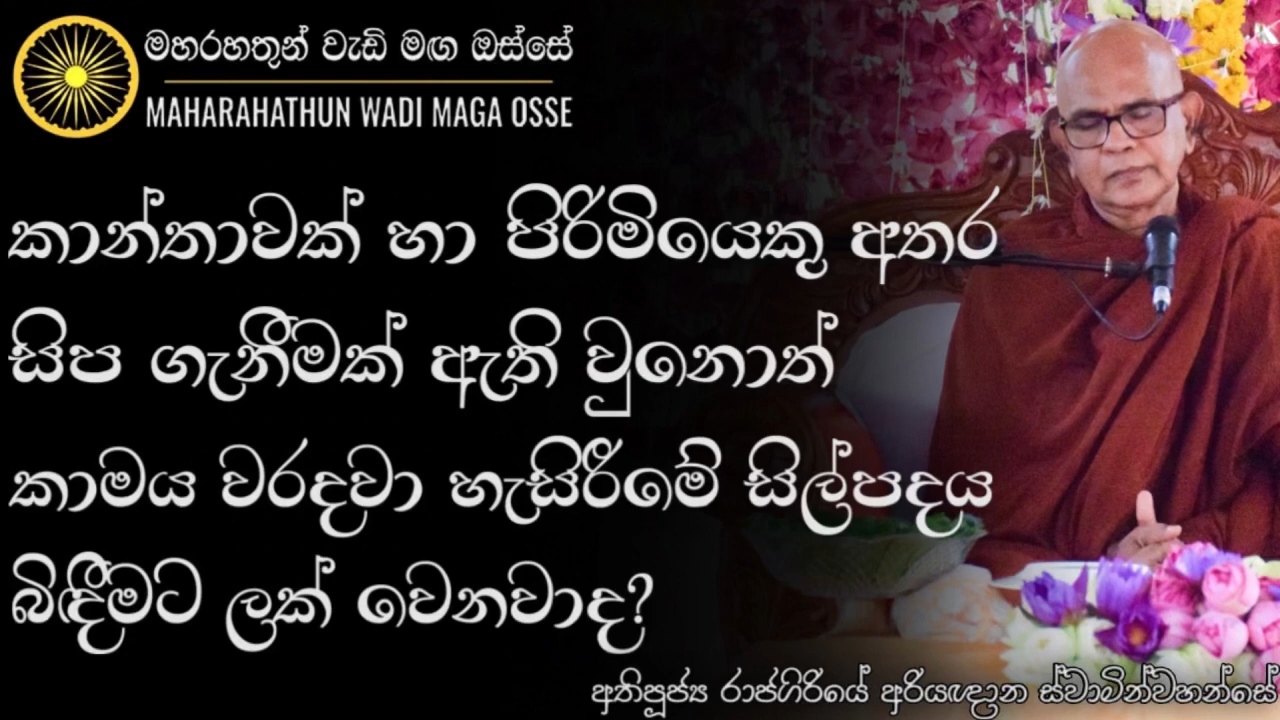 මහරහතුන් වැඩි මඟ ඔස්සේ
MAHARAHATHUN WADI MAGA OSSE
කාන්තාවක් හා පිරිමියෙකු අතර
සිප ගැනීමක් ඇති වුනොත්
කාමය වරදවා හැසිරීමේ සිල්පදය
බිඳීමට ලක් වෙනවාද?
අතිපූජ්‍ය රාජගිරියේ අරියඥාන ස්වාමින්වහන්සේ